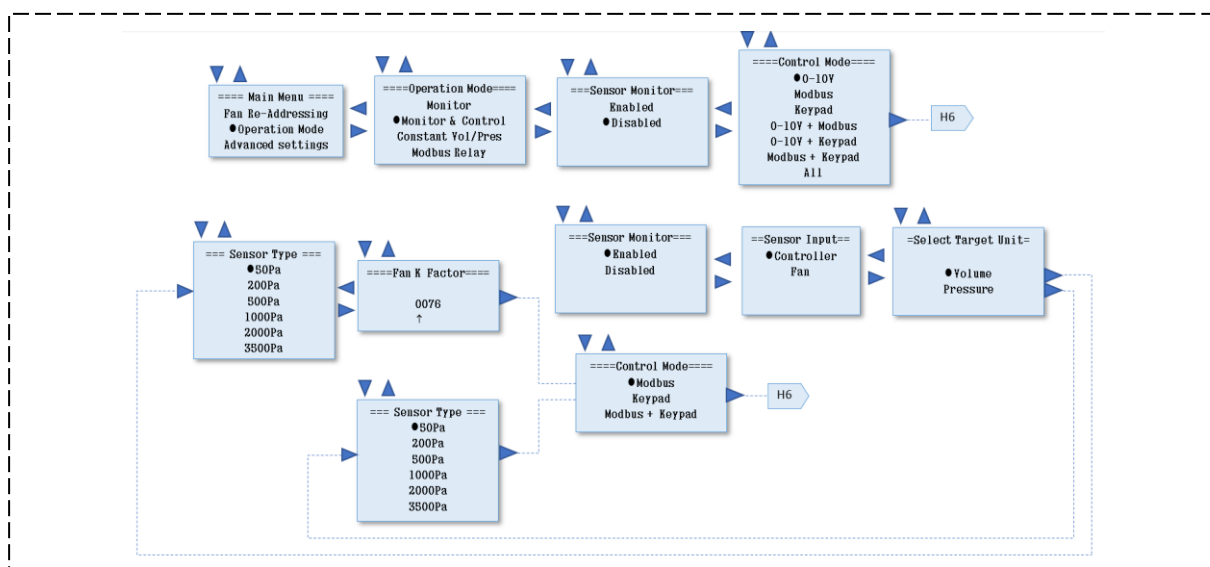 ==== Main Menu ====
Fan Re-Addressing
●Operation Mode
Advanced settings
====Operation Mode====
Monitor
●Monitor & Control
Constant Vol/Pres
Modbus Relay
===Sensor Monitor===
Enabled
●Disabled
====Control Mode====
●0-10V
Modbus
Keypad
0-10V + Modbus
0-10V + Keypad
Modbus + Keypad
All
H6
=== Sensor Type ===
●50Pa
200Pa
500Pa
1000Pa
2000Pa
3500Pa
====Fan K Factor====
0076
↑
===Sensor Monitor===
●Enabled
Disabled
==Sensor Input==
●Controller
Fan
=Select Target Unit=
●Volume
Pressure
=== Sensor Type ===
●50Pa
200Pa
500Pa
1000Pa
2000Pa
3500Pa
====Control Mode====
●Modbus
Keypad
Modbus + Keypad
H6